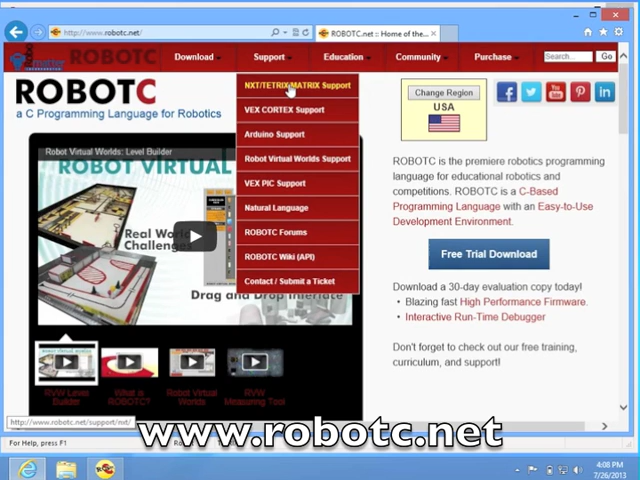 http://www.robotc.net/
ROBOTC.net :: Home of the...
ROBOTC
Download
Support
Education
Community
Purchase
Search...
Go
ROBOTC
a C Programming Language for Robotics
NXT/TETRIX/MATRIX Support
VEX CORTEX Support
Arduino Support
Robot Virtual Worlds Support
VEX PIC Support
Natural Language
ROBOTC Forums
ROBOTC Wiki (API)
Contact / Submit a Ticket
Change Region
USA
Robot Virtual Worlds: Level Builder
ROBOT VIRTUAL
Real World
Challenges
Drag and Drop Interface
ROBOTC is the premiere robotics programming
language for educational robotics and
competitions. ROBOTC is a C-Based
Programming Language with an Easy-to-Use
Development Environment.
Free Trial Download
Download a 30-day evaluation copy today!
• Blazing fast High Performance Firmware.
• Interactive Run-Time Debugger
Don't forget to check out our free training,
curriculum, and support!
RVW Level
Builder
What is
ROBOTC?
Robot Virtual
Worlds
RVW
Measuring Tool
http://www.robotc.net/support/nxt/
For Help, press F1
www.robotc.net
4:08 PM
7/26/2013